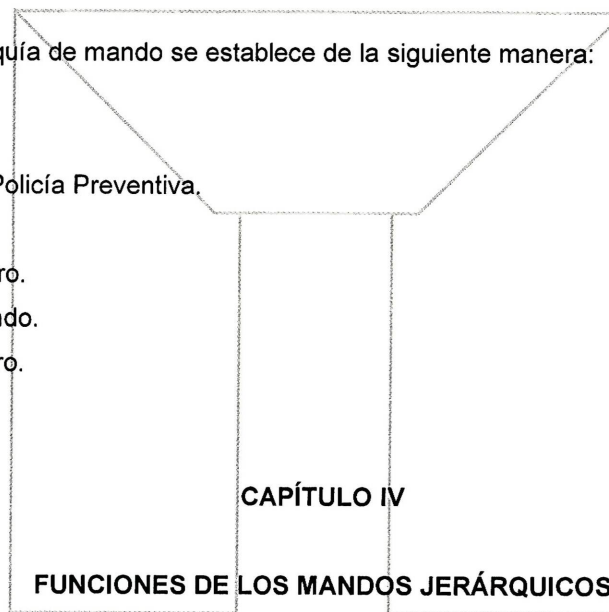 quía de mando se establece de la siguiente manera:
Policía Preventiva.
ro.
ndo.
ro.
CAPÍTULO IV
FUNCIONES DE LOS MANDOS JERÁRQUICOS